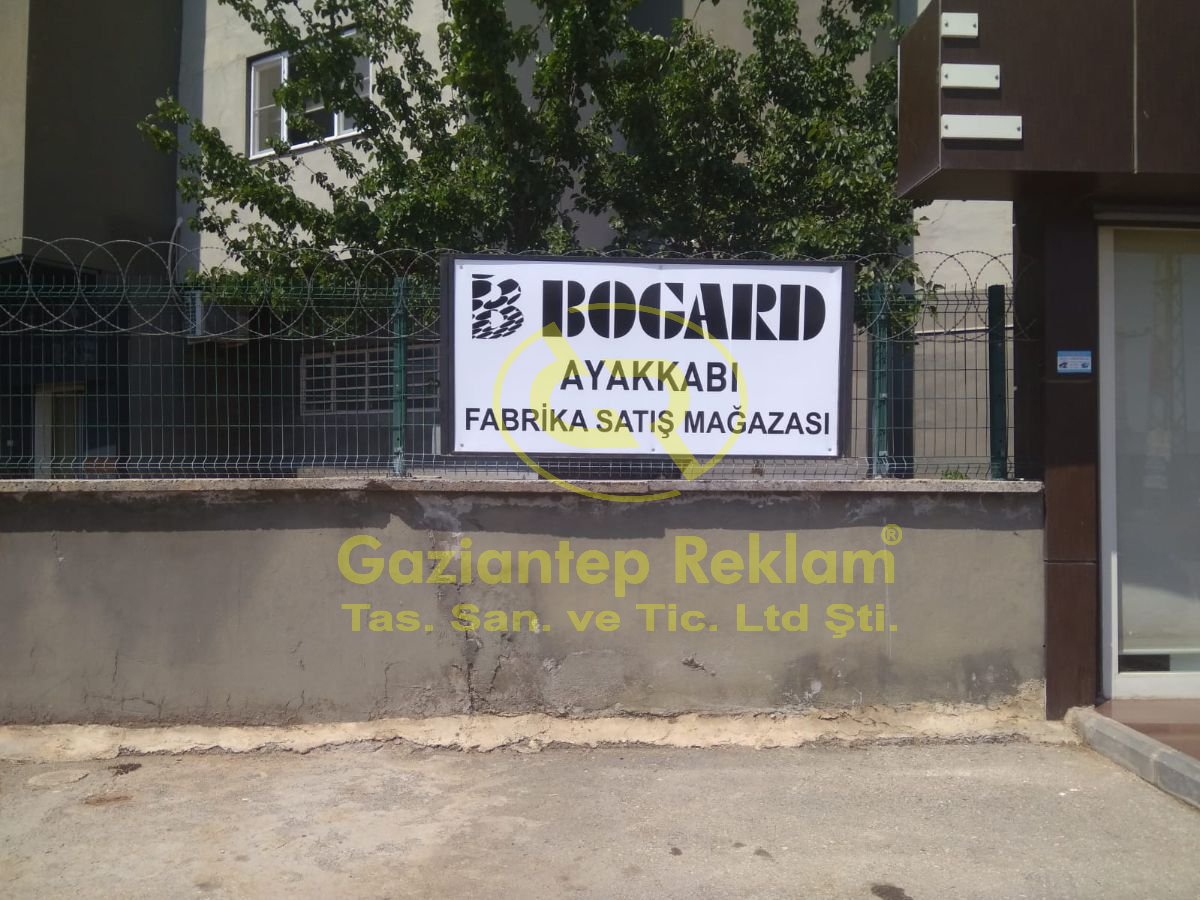 B BOGARD
AYAKKABI
FABRİKA SATIŞ MAĞAZASI
Gaziantep Reklam®
Tas. San. ve Tic. Ltd Şti.